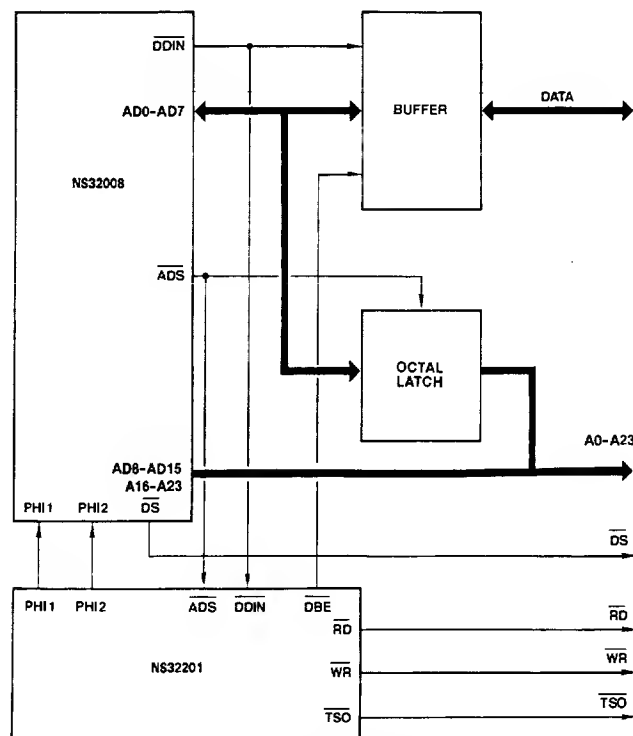 DDIN
AD0-AD7
BUFFER
DATA
NS32008
ADS
OCTAL
LATCH
A0-A23
AD8-AD15
A16-A23
PHI1 PHI2 DS
DS
PHI1 PHI2 ADS DDIN DBE
RD
RD
NS32201
WR
WR
TSO
TSO